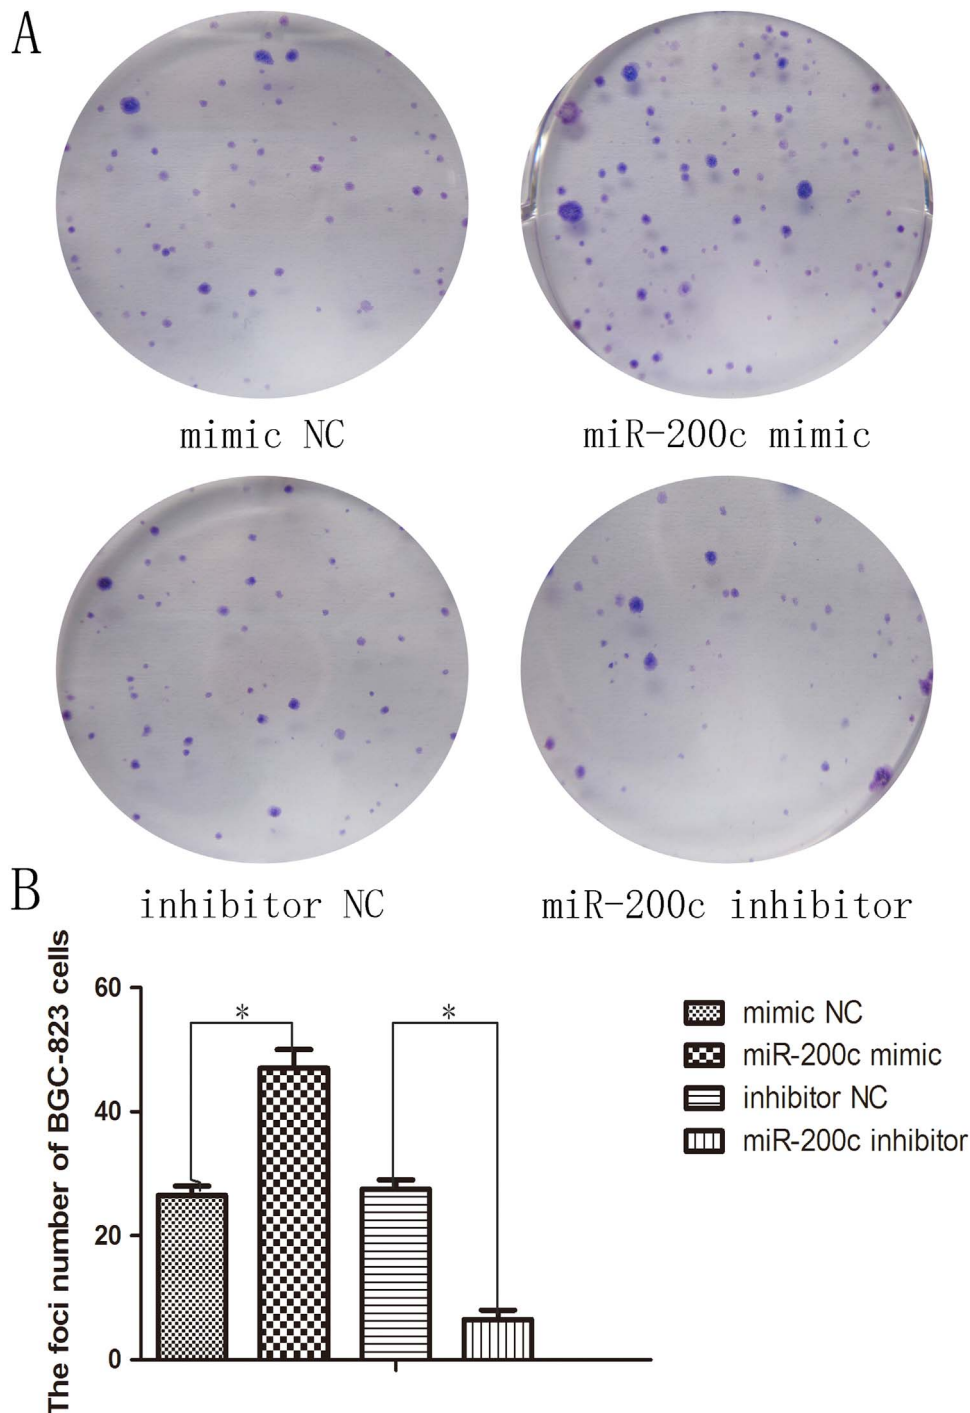 A
mimic NC
miR-200c mimic
inhibitor NC
miR-200c inhibitor
B
The foci number of BGC-823 cells
60
40
20
0
*
*
mimic NC
miR-200c mimic
inhibitor NC
miR-200c inhibitor